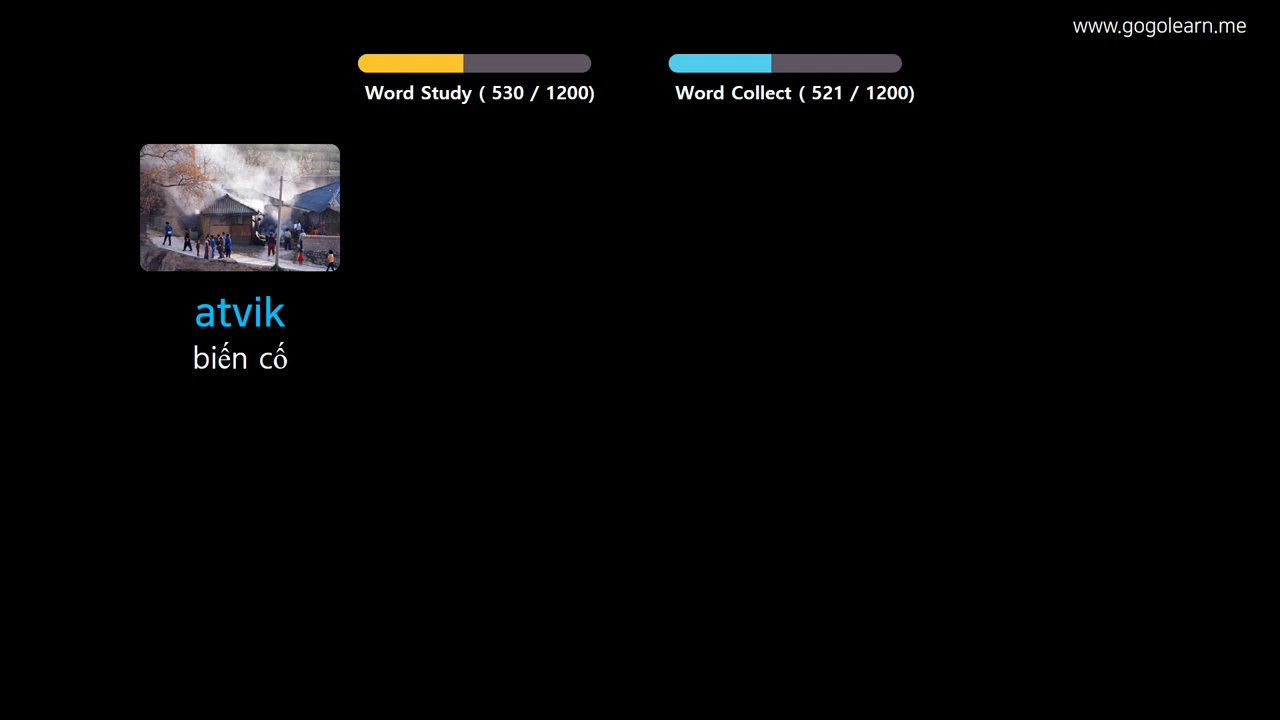 www.gogolearn.me
Word Study ( 530 / 1200)
Word Collect ( 521 / 1200)
atvik
biến cố